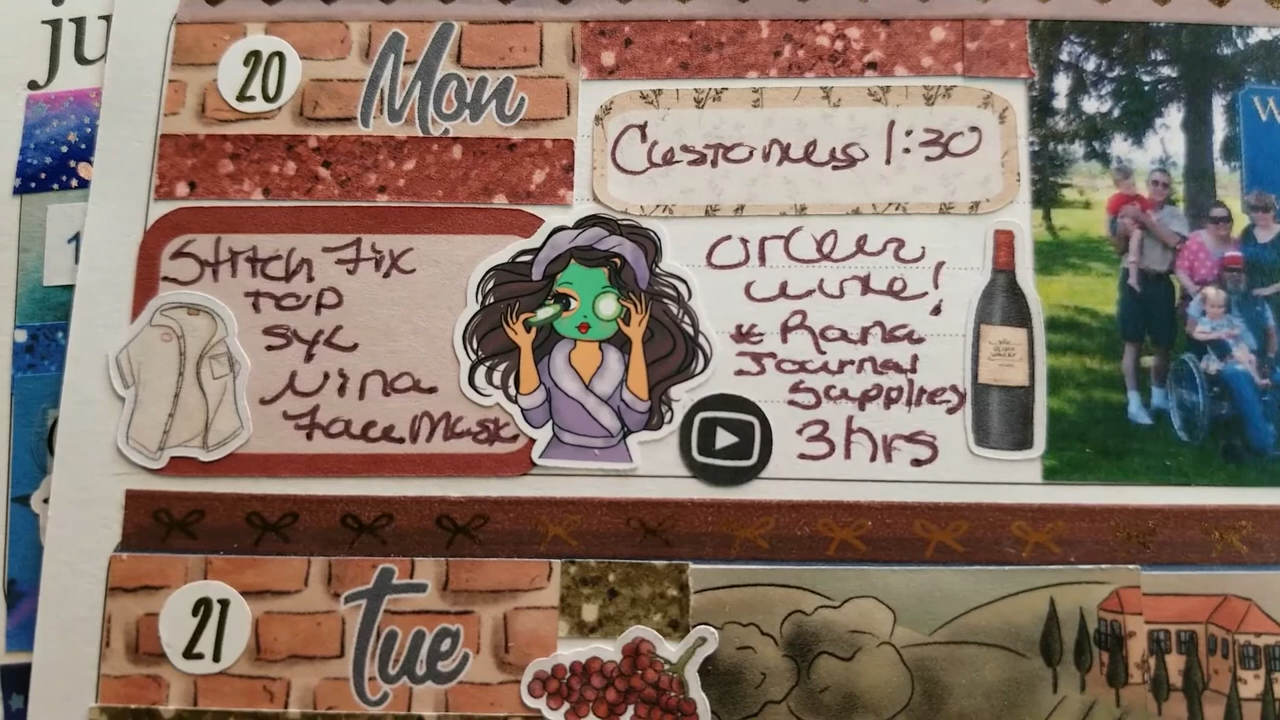 ju
20
Mon
Customers 1:30
Stitch Fix
Top
SYL
Nina
Face Mask
order
wine!
* Rana
Journal
Supplies
3hrs
W
21
Tue